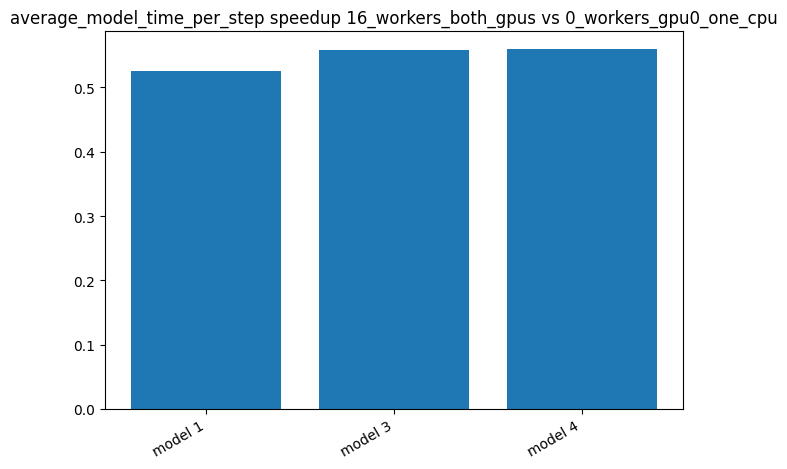 average_model_time_per_step speedup 16_workers_both_gpus vs 0_workers_gpu0_one_cpu
0.5
0.4
0.3
0.2
0.1
0.0
model 1
model 3
model 4